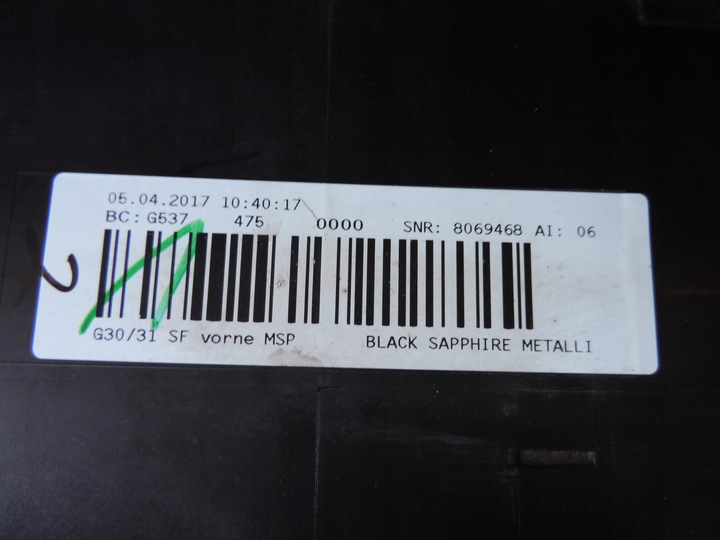 05.04.2017 10:40:17
BC: G537 475 0000 SNR: 8069468 AI: 06
G30/31 SF vorne MSP BLACK SAPPHIRE METALLI